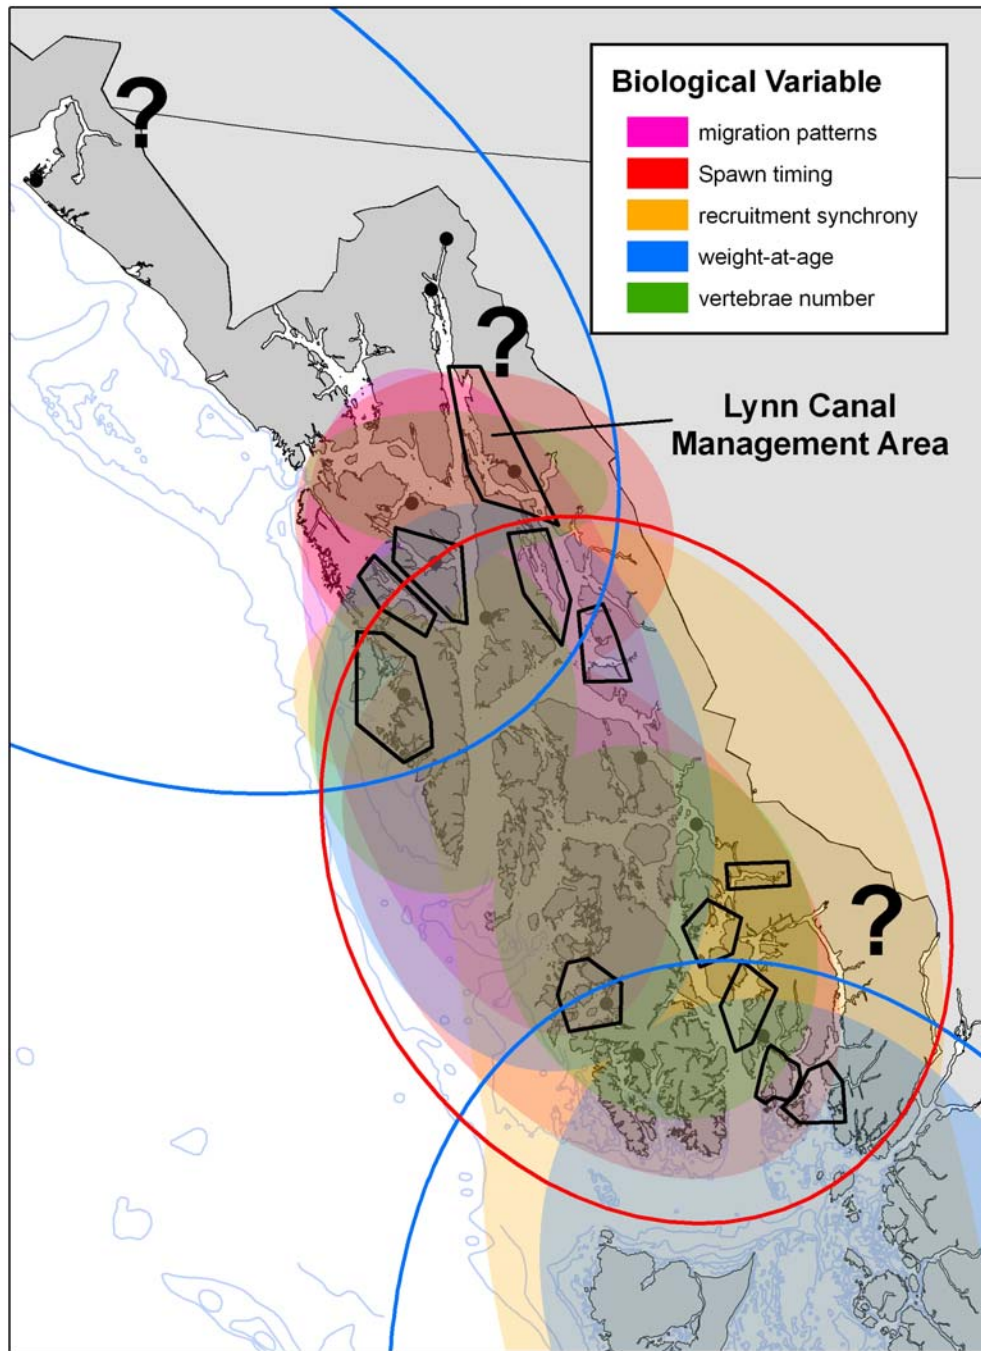 ?
Biological Variable
migration patterns
Spawn timing
recruitment synchrony
weight-at-age
vertebrae number
?
Lynn Canal
Management Area
?